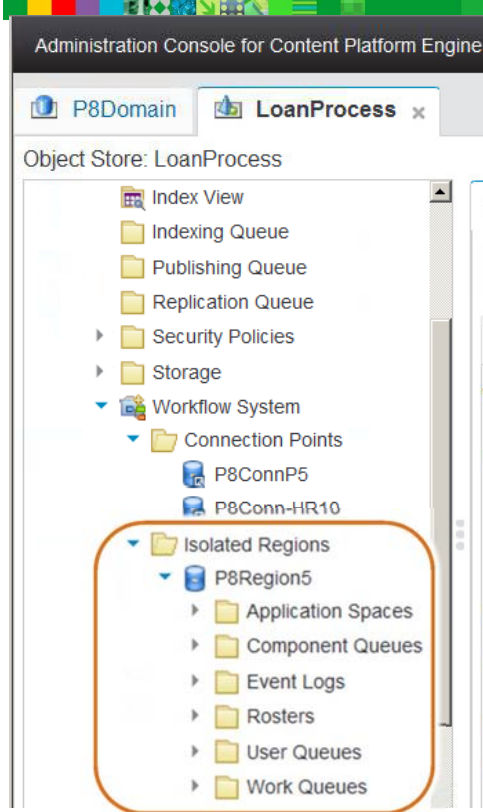 Administration Console for Content Platform Engine
P8Domain LoanProcess x
Object Store: LoanProcess
Index View
Indexing Queue
Publishing Queue
Replication Queue
Security Policies
Storage
Workflow System
Connection Points
P8ConnP5
P8Conn-HR10
Isolated Regions
P8Region5
Application Spaces
Component Queues
Event Logs
Rosters
User Queues
Work Queues